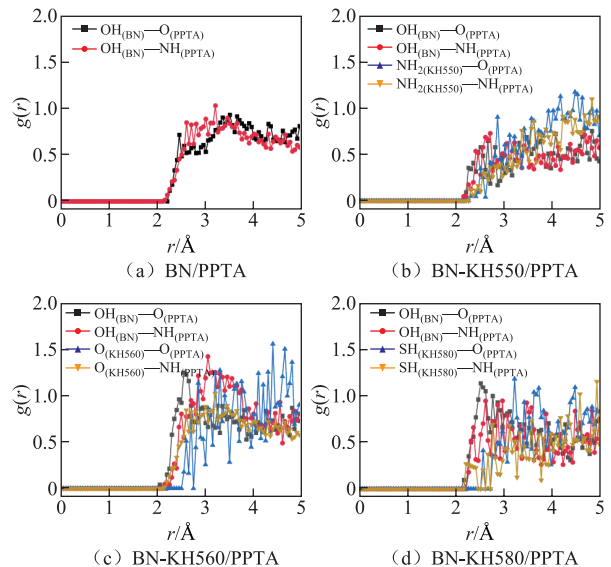 OH(BN)—O(PPTA)
OH(BN)—NH(PPTA)
2.0
1.5
1.0
0.5
0
g(r)
0 1 2 3 4 5
r/Å
（a）BN/PPTA
OH(BN)—O(PPTA)
OH(BN)—NH(PPTA)
NH2(KH550)—O(PPTA)
NH2(KH550)—NH(PPTA)
2.0
1.5
1.0
0.5
0
g(r)
0 1 2 3 4 5
r/Å
（b）BN-KH550/PPTA
OH(BN)—O(PPTA)
OH(BN)—NH(PPTA)
O(KH560)—O(PPTA)
O(KH560)—NH(PPTA)
2.0
1.5
1.0
0.5
0
g(r)
0 1 2 3 4 5
r/Å
（c）BN-KH560/PPTA
OH(BN)—O(PPTA)
OH(BN)—NH(PPTA)
SH(KH580)—O(PPTA)
SH(KH580)—NH(PPTA)
2.0
1.5
1.0
0.5
0
g(r)
0 1 2 3 4 5
r/Å
（d）BN-KH580/PPTA